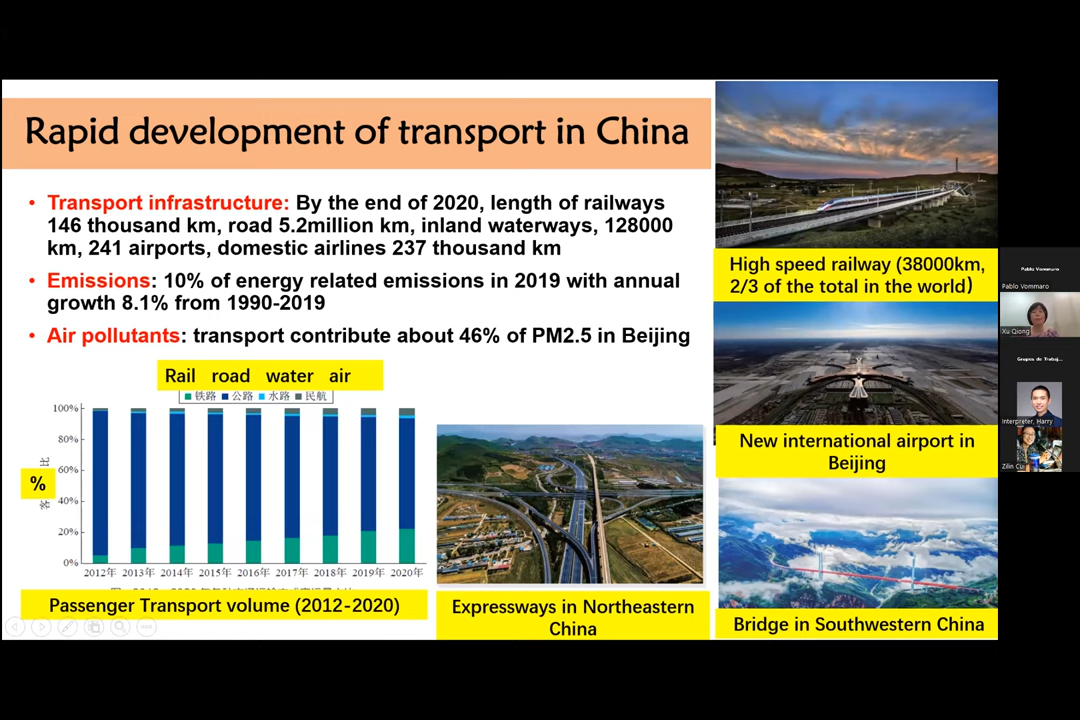 Rapid development of transport in China
• Transport infrastructure: By the end of 2020, length of railways
146 thousand km, road 5.2million km, inland waterways, 128000
km, 241 airports, domestic airlines 237 thousand km
• Emissions: 10% of energy related emissions in 2019 with annual
growth 8.1% from 1990-2019
• Air pollutants: transport contribute about 46% of PM2.5 in Beijing
Rail road water air
铁路 公路 水路 民航
100%
80%
60%
40%
20%
0%
%
比
客
2012年 2013年 2014年 2015年 2016年 2017年 2018年 2019年 2020年
Passenger Transport volume (2012-2020)
Expressways in Northeastern
China
High speed railway (38000km,
2/3 of the total in the world)
New international airport in
Beijing
Bridge in Southwestern China
Pablo Vommaro
Pablo Vommaro
Xu Qiong
Grupos de Trabaj...
Interpreter, Harry
Zilin Cui